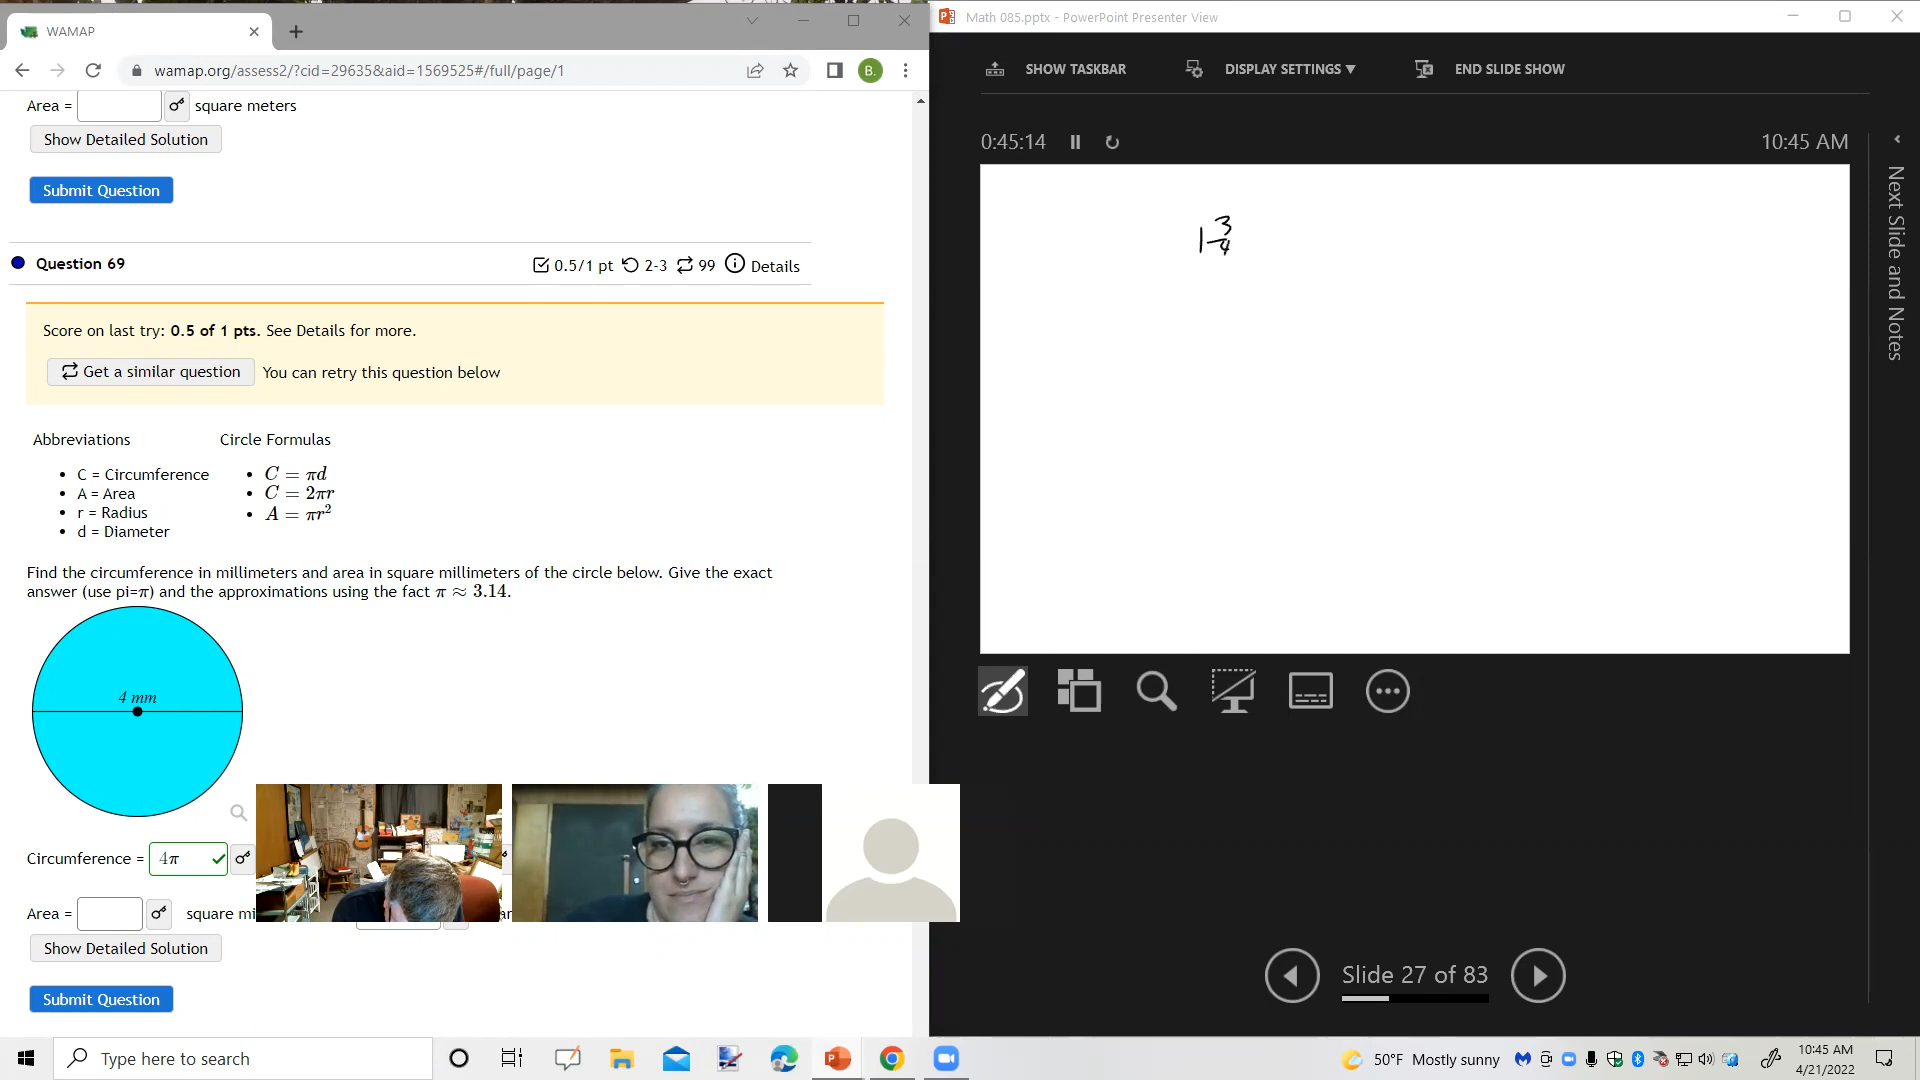 WAMAP
wamap.org/assess2/?cid=29635&aid=1569525#/full/page/1
B.
Area = square meters
Show Detailed Solution
Submit Question
Question 69
0.5/1 pt 2-3 99 Details
Score on last try: 0.5 of 1 pts. See Details for more.
Get a similar question You can retry this question below
Abbreviations
C = Circumference
A = Area
r = Radius
d = Diameter
Circle Formulas
C = πd
C = 2πr
A = πr²
Find the circumference in millimeters and area in square millimeters of the circle below. Give the exact
answer (use pi=π) and the approximations using the fact π ≈ 3.14.
4 mm
Circumference = 4π
Area = square mi
Show Detailed Solution
Submit Question
Math 085.pptx - PowerPoint Presenter View
SHOW TASKBAR DISPLAY SETTINGS ▼ END SLIDE SHOW
0:45:14 10:45 AM
1 3/4
Next Slide and Notes
Slide 27 of 83
Type here to search
50°F Mostly sunny
10:45 AM
4/21/2022